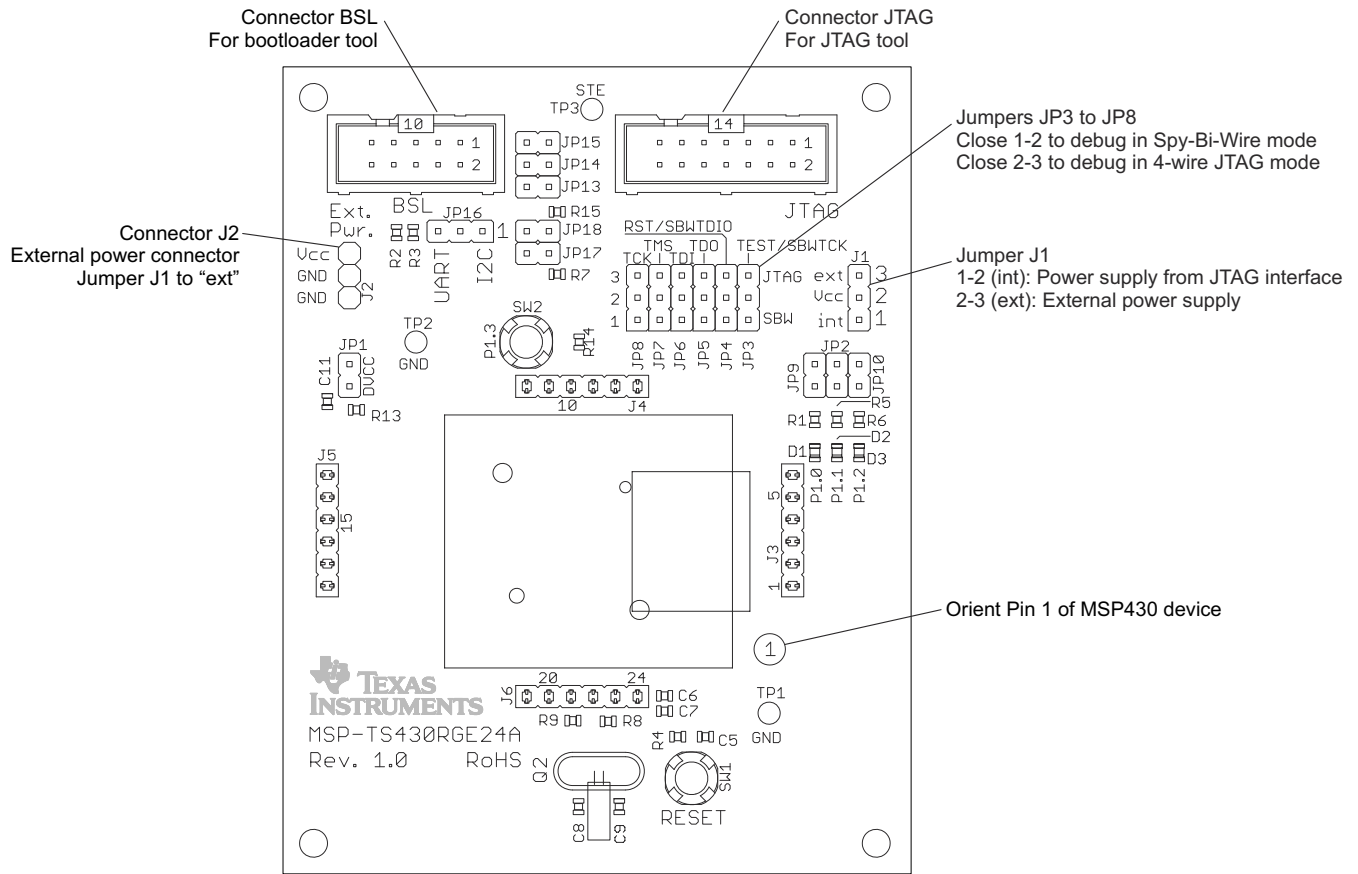 Connector BSL
For bootloader tool
Connector JTAG
For JTAG tool
STE
TP3
10
1
2
14
1
2
JP15
JP14
JP13
Jumpers JP3 to JP8
Close 1-2 to debug in Spy-Bi-Wire mode
Close 2-3 to debug in 4-wire JTAG mode
Ext.
Pwr.
BSL
JP16
1
R15
JTAG
Connector J2
External power connector
Jumper J1 to “ext”
Vcc
GND
GND
J2
R2
R3
UART
I2C
JP18
JP17
R7
RST/SBWTDIO
TMS
TDO
TEST/SBWTCK
TCK
TDI
3
2
1
JTAG
SBW
J1
ext 3
Vcc 2
int 1
Jumper J1
1-2 (int): Power supply from JTAG interface
2-3 (ext): External power supply
TP2
GND
SW2
P1.3
R14
JP8
JP7
JP6
JP5
JP4
JP3
JP1
DVCC
C11
R13
JP2
JP9
JP10
10
J4
R5
R1
R6
D2
D1
D3
P1.0
P1.1
P1.2
J5
15
5
J3
1
Orient Pin 1 of MSP430 device
1
TEXAS
INSTRUMENTS
MSP-TS430RGE24A
Rev. 1.0
RoHS
20
24
J6
C6
C7
R9
R8
TP1
GND
R4
C5
Q2
SW1
C8
C9
RESET